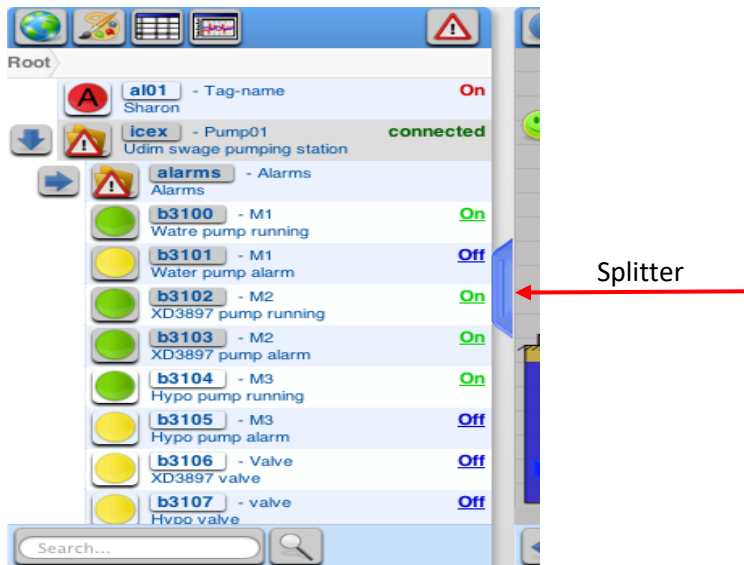 Root
al01 - Tag-name On
A
Sharon
icex - Pump01 connected
Udim swage pumping station
alarms - Alarms
Alarms
b3100 - M1 On
Watre pump running
b3101 - M1 Off
Water pump alarm
Splitter
b3102 - M2 On
XD3897 pump running
b3103 - M2 On
XD3897 pump alarm
b3104 - M3 On
Hypo pump running
b3105 - M3 Off
Hypo pump alarm
b3106 - Valve Off
XD3897 valve
b3107 - valve Off
Hypo valve
Search...